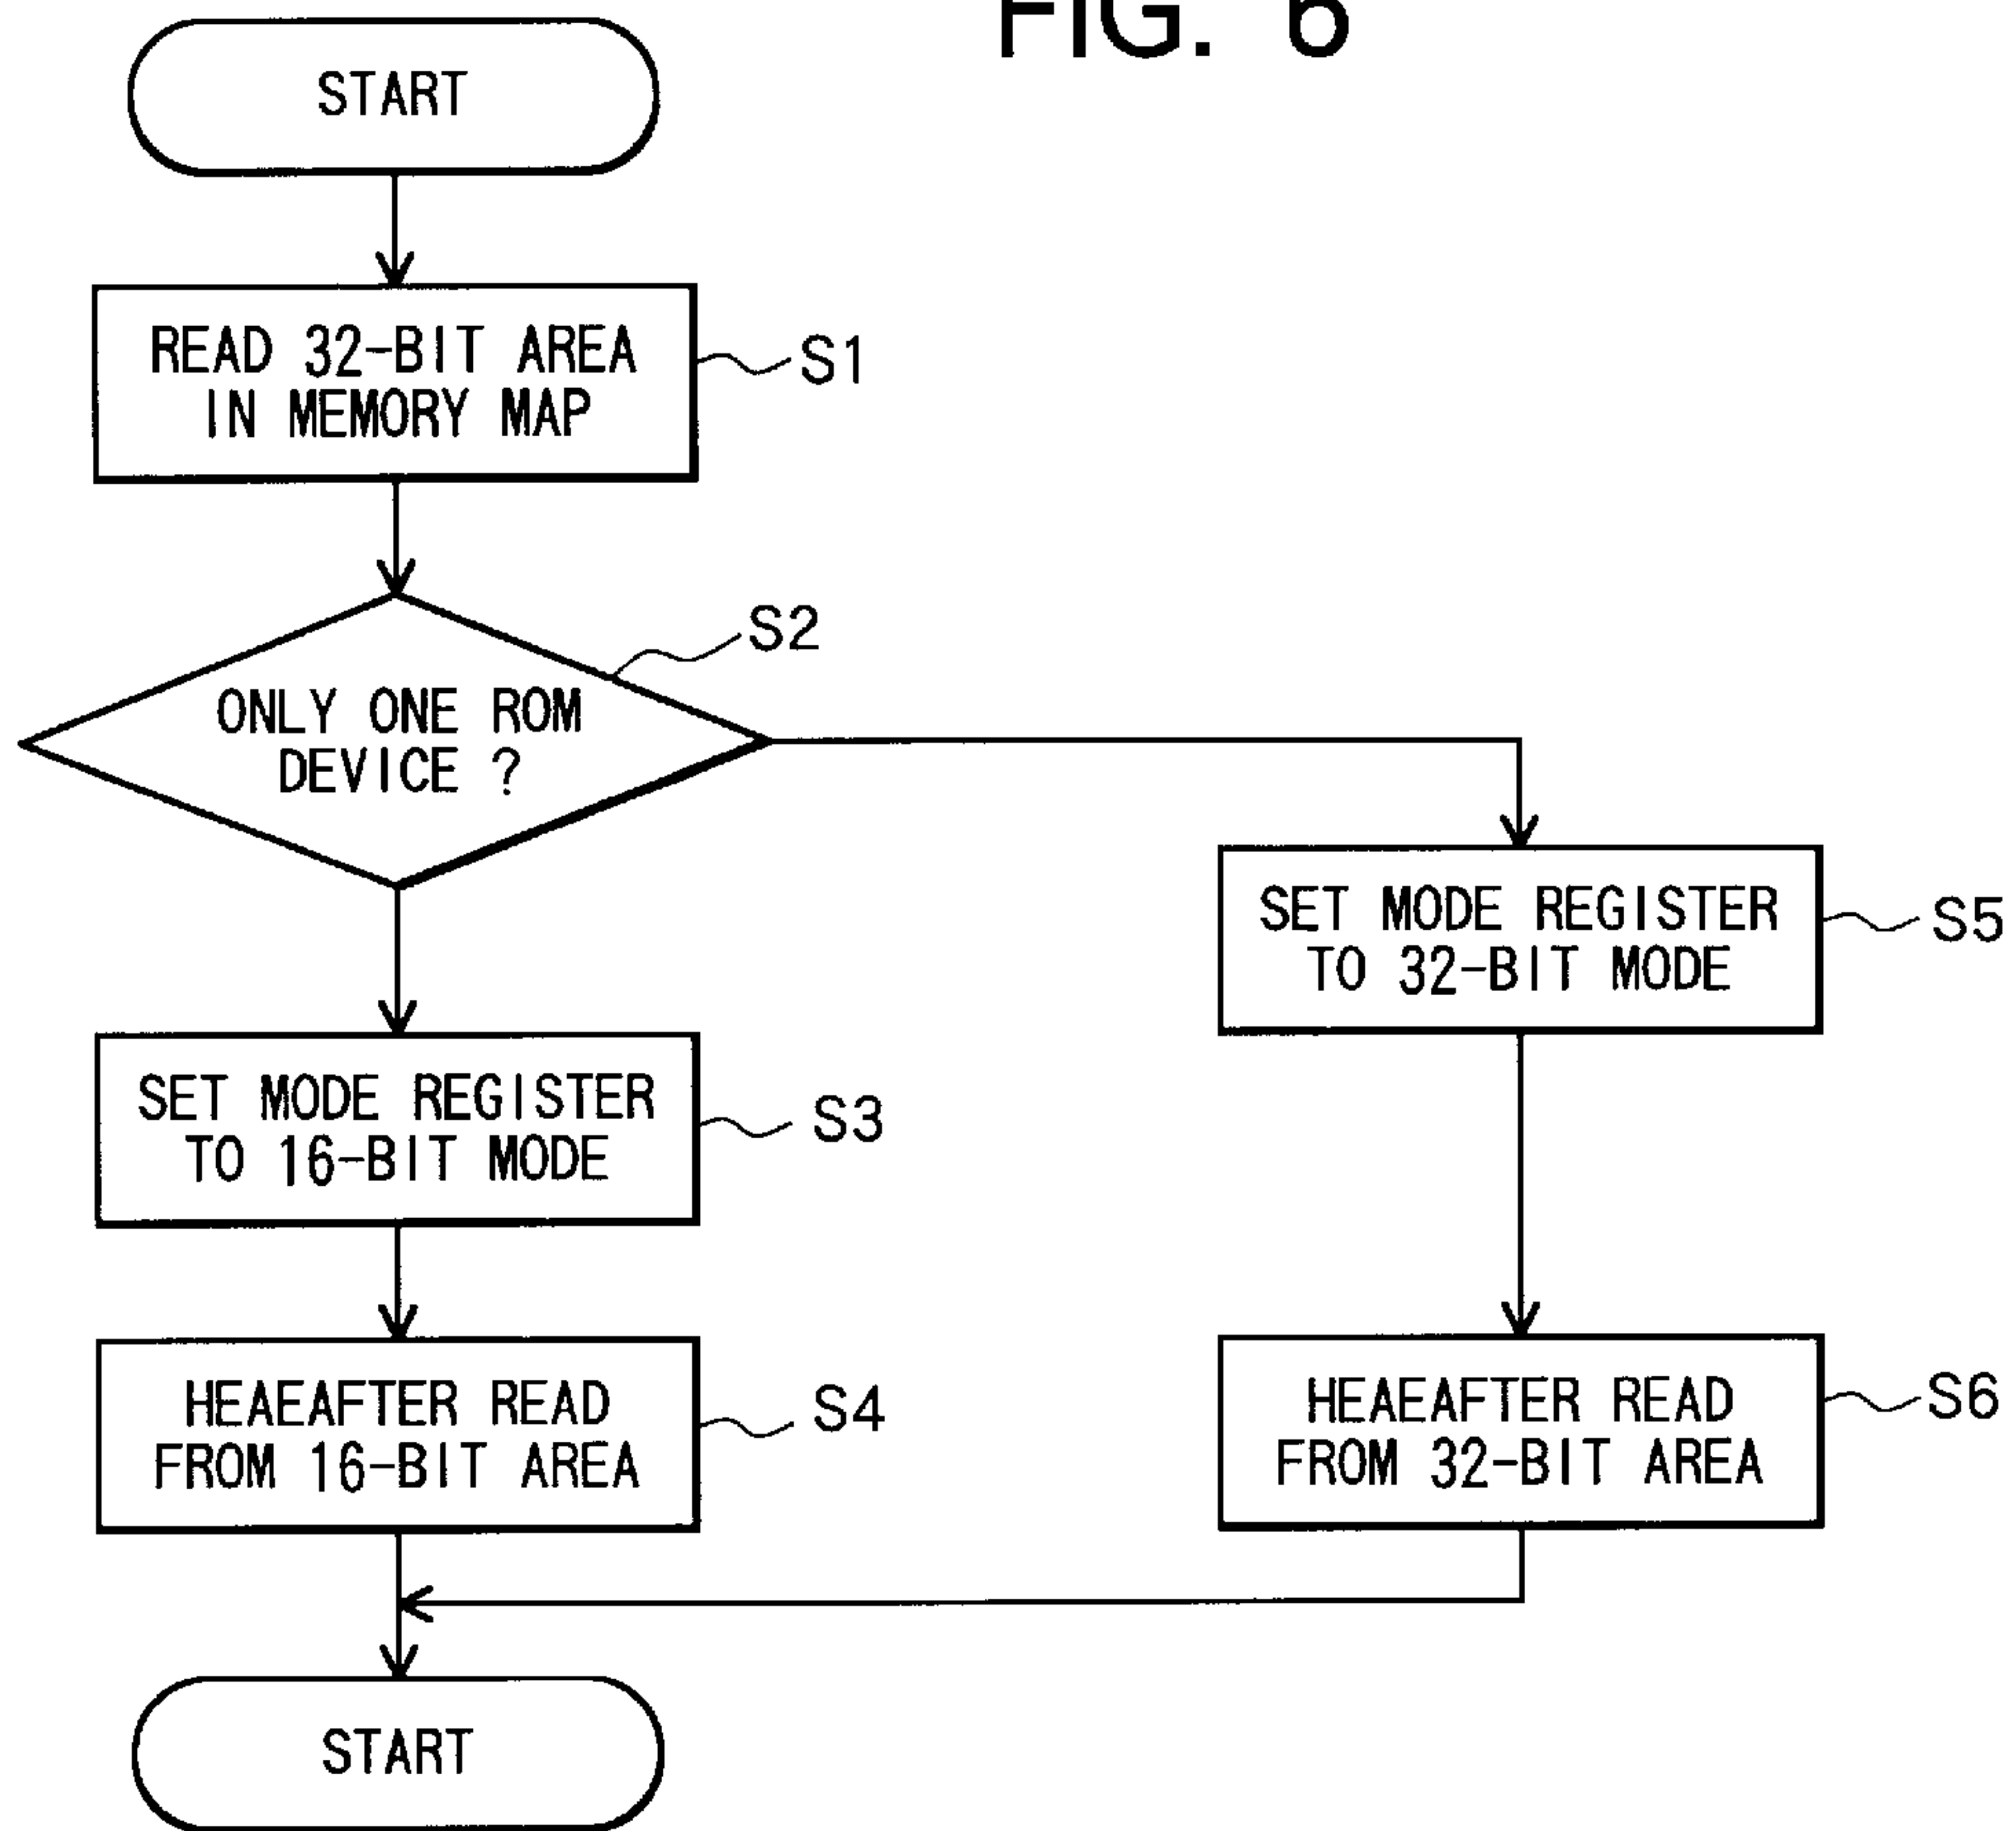 FIG. 6
START
READ 32-BIT AREA
IN MEMORY MAP
S1
S2
ONLY ONE ROM
DEVICE ?
SET MODE REGISTER
TO 32-BIT MODE
S5
SET MODE REGISTER
TO 16-BIT MODE
S3
HEAEAFTER READ
FROM 16-BIT AREA
S4
HEAEAFTER READ
FROM 32-BIT AREA
S6
START